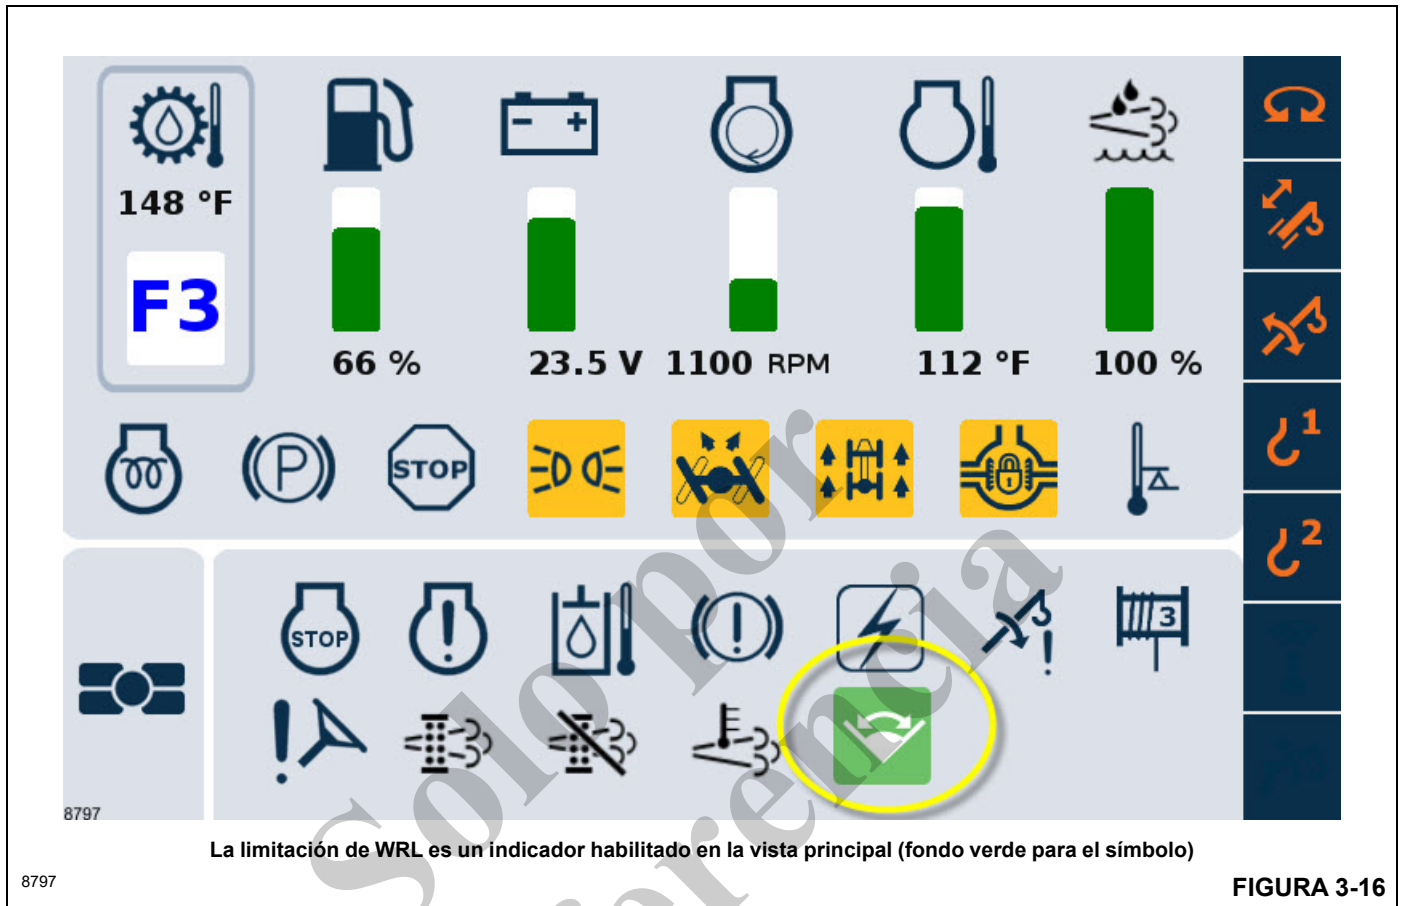 148 °F
F3
66 %
23.5 V
1100 RPM
112 °F
100 %
P
STOP
1
2
STOP
3
8797
La limitación de WRL es un indicador habilitado en la vista principal (fondo verde para el símbolo)
8797
FIGURA 3-16
Solo por
referencia